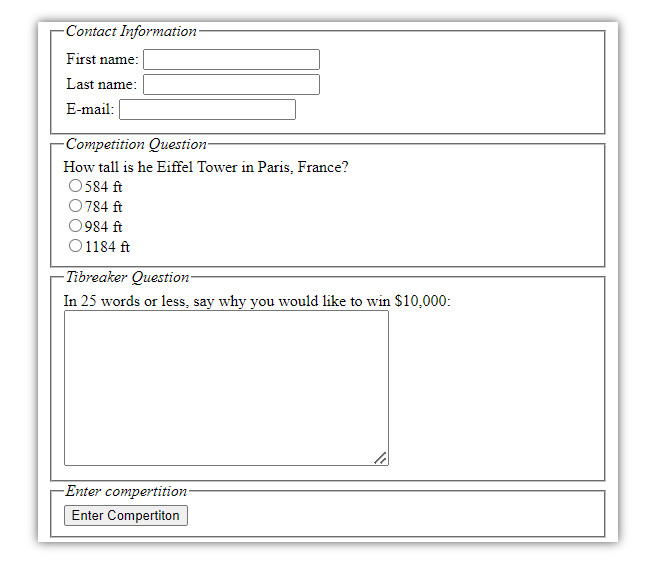 Contact Information
First name:
Last name:
E-mail:
Competition Question
How tall is he Eiffel Tower in Paris, France?
584 ft
784 ft
984 ft
1184 ft
Tibreaker Question
In 25 words or less, say why you would like to win $10,000:
Enter compertition
Enter Compertiton